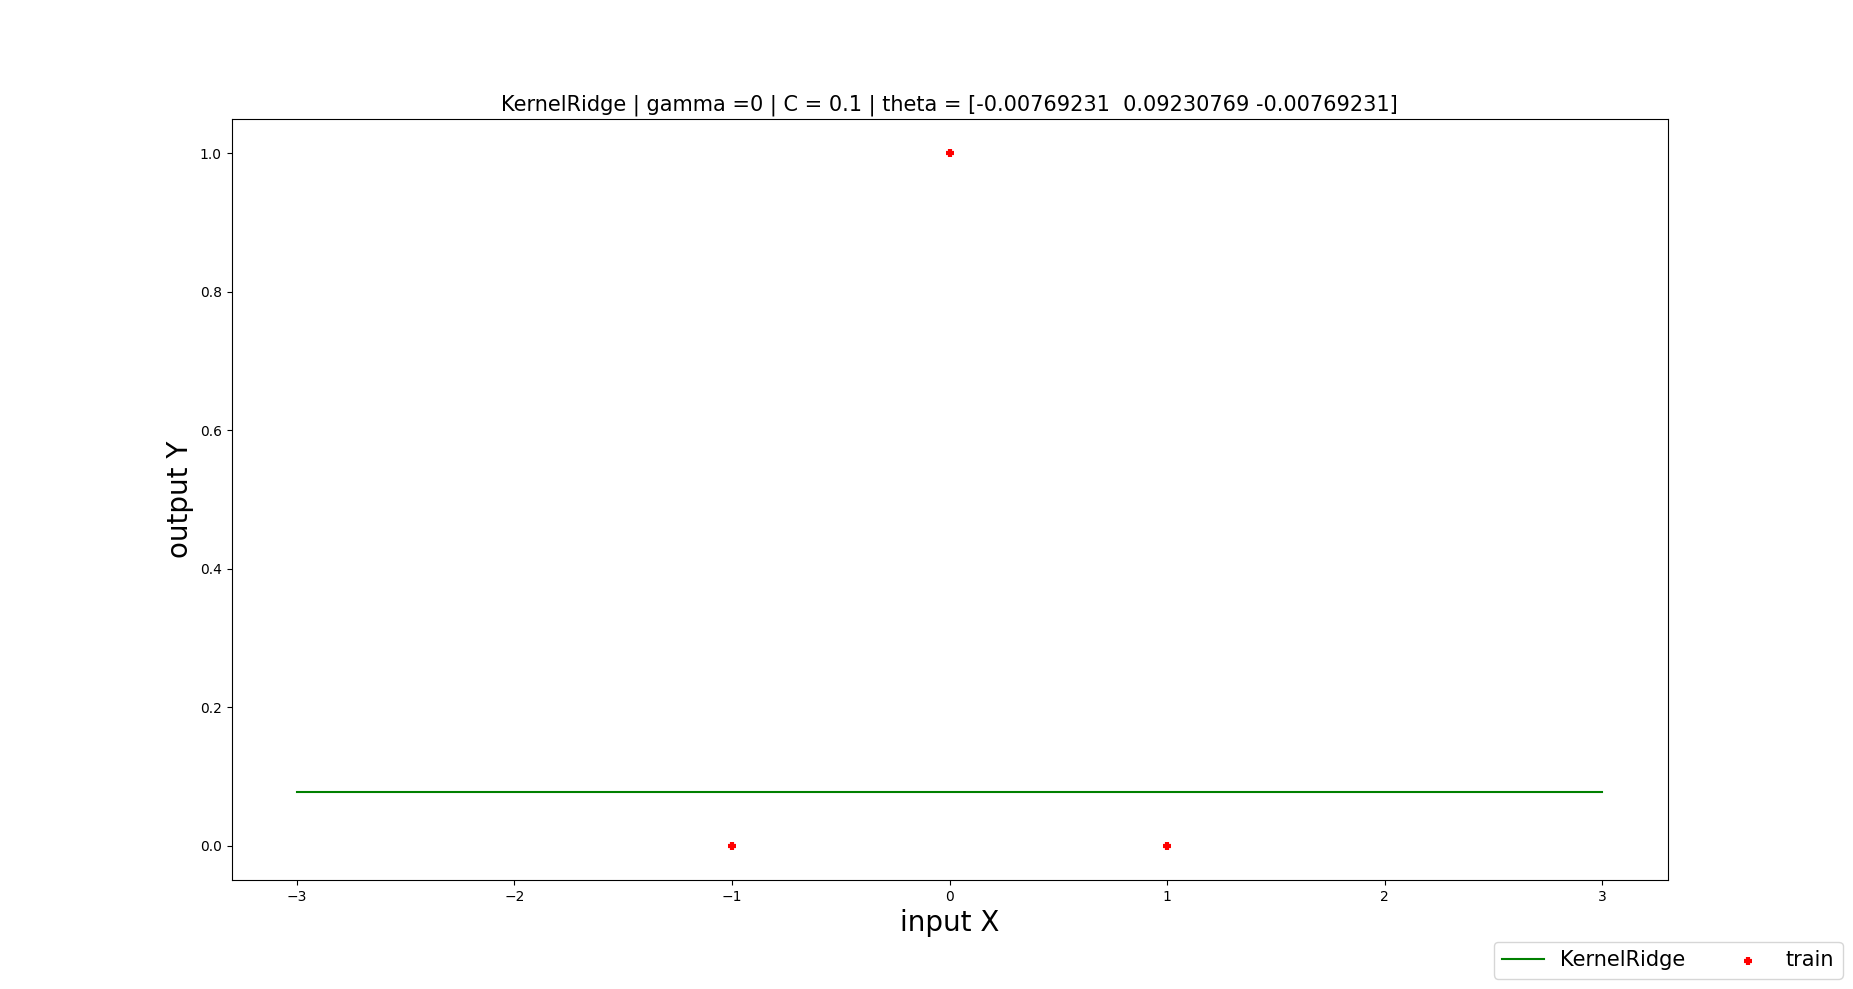 KernelRidge | gamma =0 | C = 0.1 | theta = [-0.00769231  0.09230769 -0.00769231]
1.0
0.8
0.6
0.4
0.2
0.0
output Y
−3 −2 −1 0 1 2 3
input X
KernelRidge train